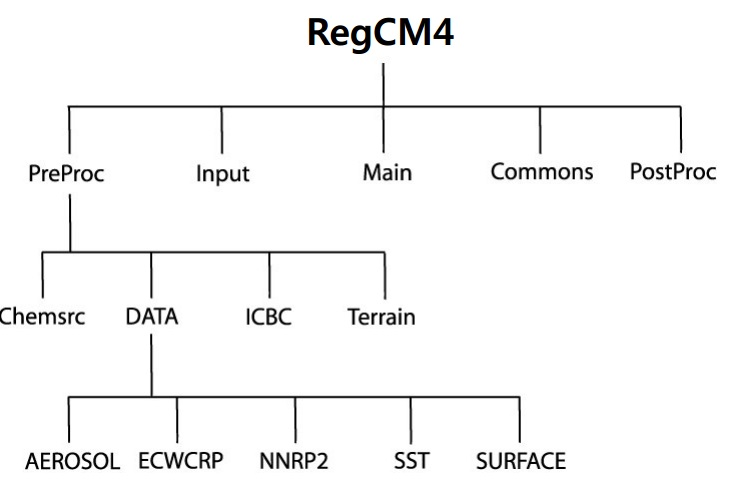 RegCM4
PreProc Input Main Commons PostProc
Chemsrc DATA ICBC Terrain
AEROSOL ECWCRP NNRP2 SST SURFACE